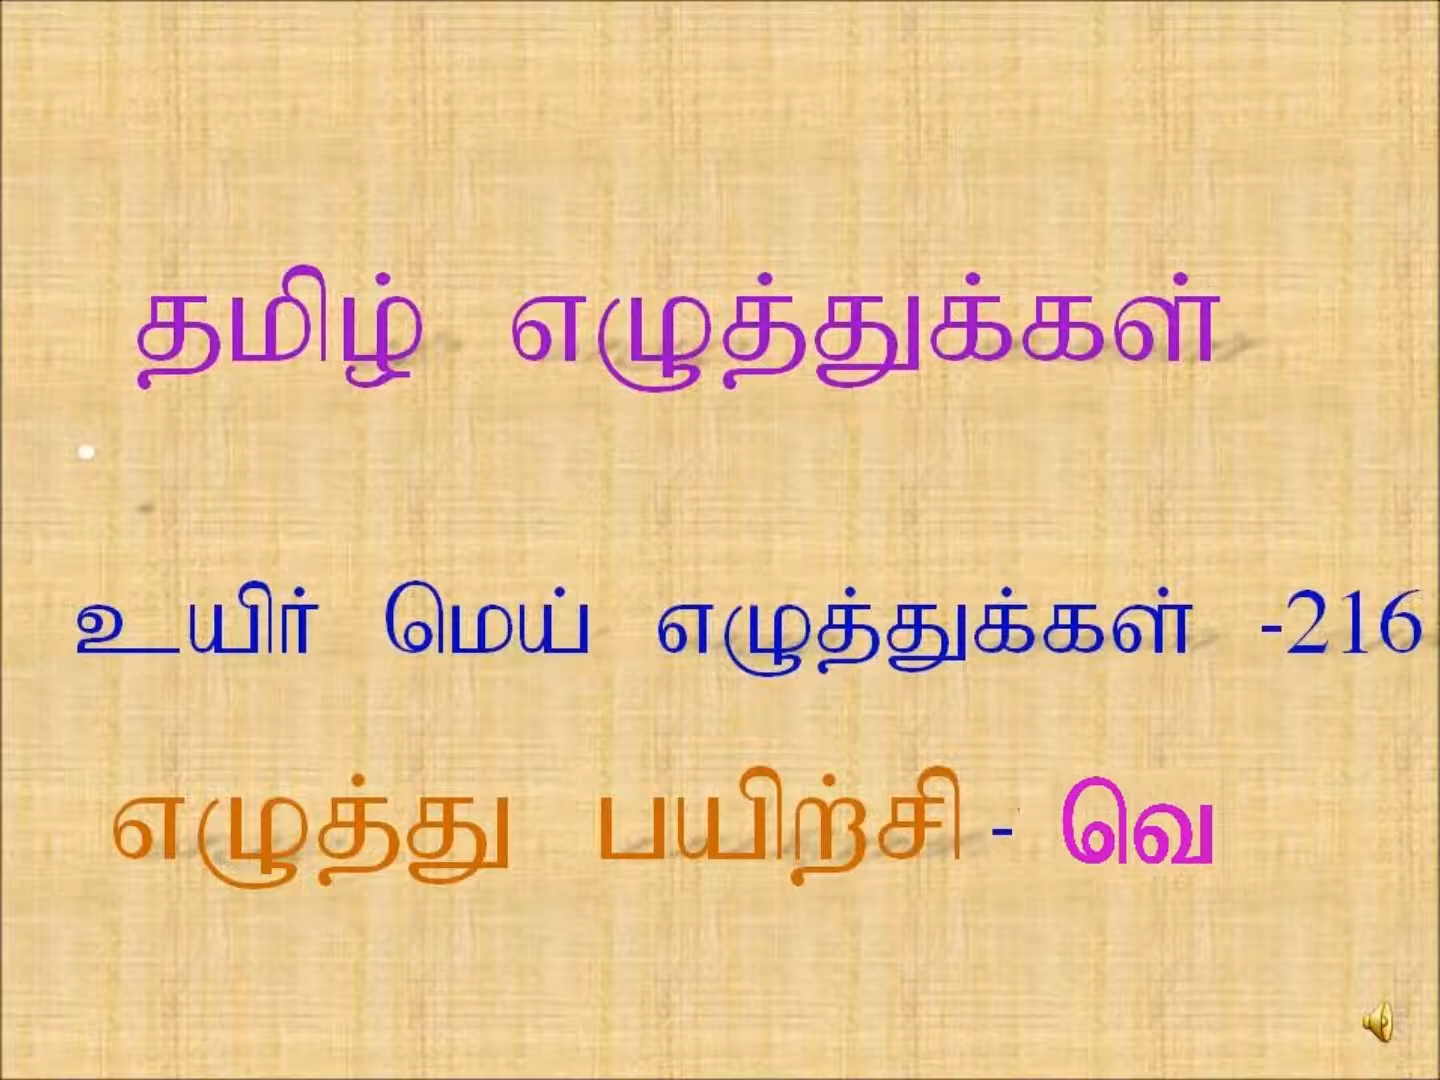 தமிழ் எழுத்துக்கள்
உயிர் மெய் எழுத்துக்கள் -216
எழுத்து பயிற்சி - வெ